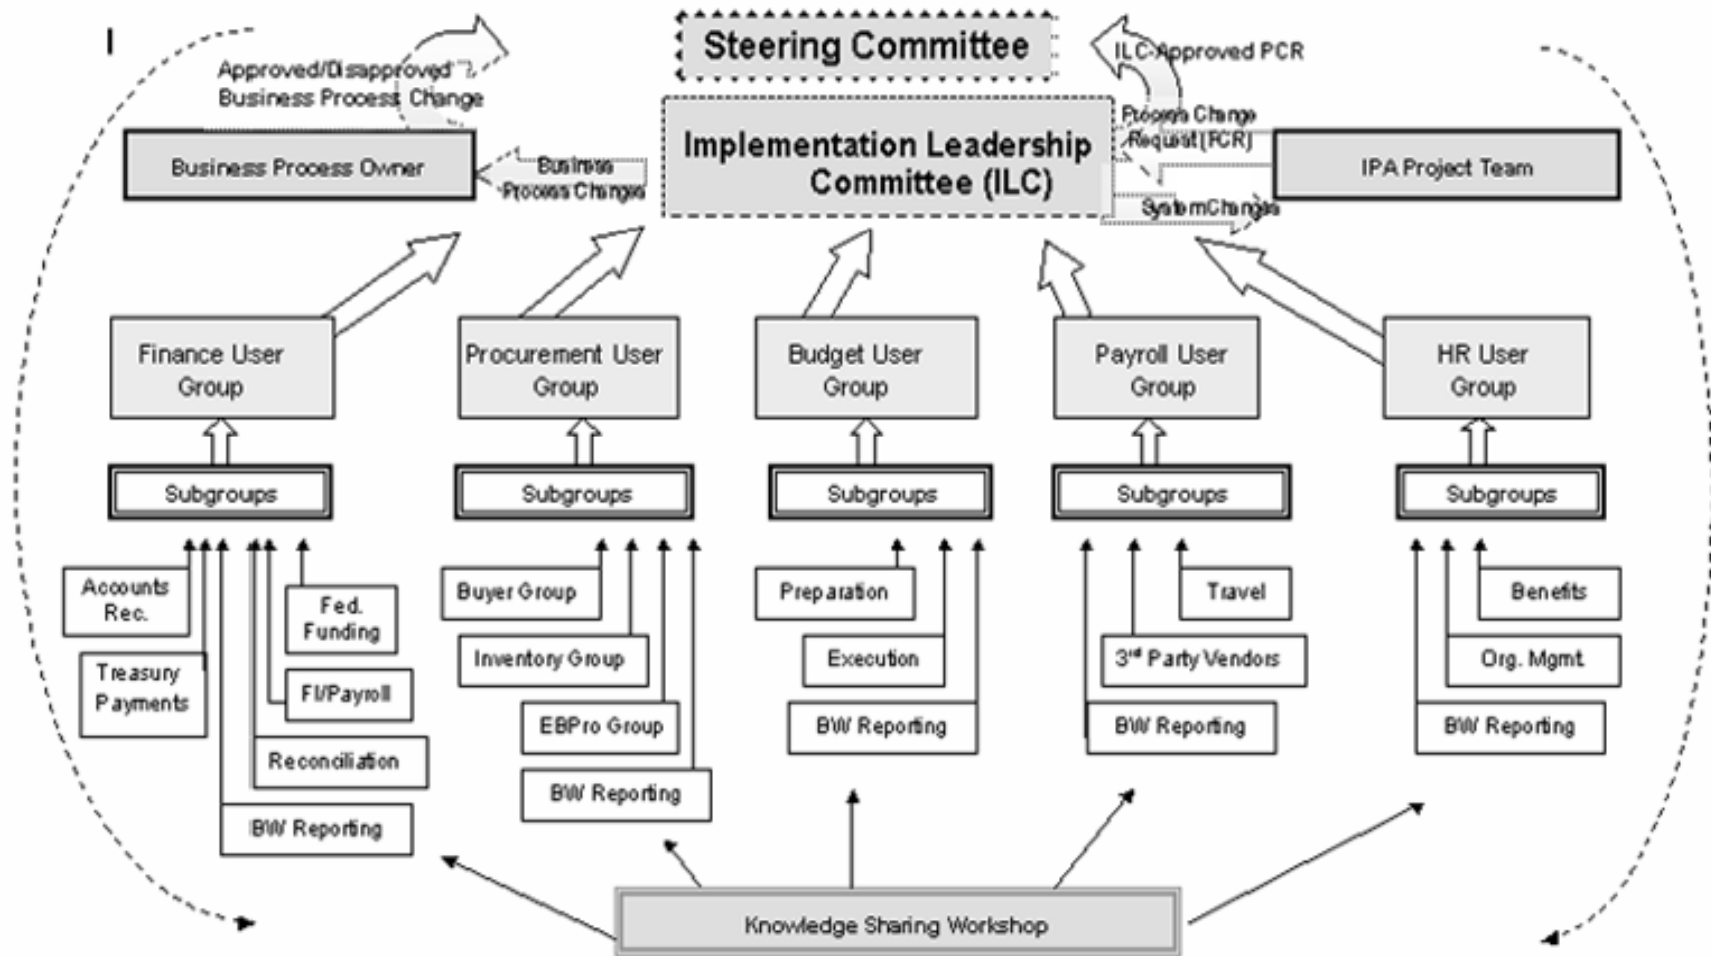 I
Steering Committee
ILC-Approved PCR
Approved/Disapproved
Business Process Change
Implementation Leadership
Committee (ILC)
Process Change
Request (PCR)
Business Process Owner
Business
Process Changes
IPA Project Team
System Changes
Finance User
Group
Procurement User
Group
Budget User
Group
Payroll User
Group
HR User
Group
Subgroups
Subgroups
Subgroups
Subgroups
Subgroups
Accounts
Rec.
Fed.
Funding
Treasury
Payments
FI/Payroll
Reconciliation
BW Reporting
Buyer Group
Inventory Group
EBPro Group
BW Reporting
Preparation
Execution
BW Reporting
Travel
3rd Party Vendors
BW Reporting
Benefits
Org. Mgmt.
BW Reporting
Knowledge Sharing Workshop